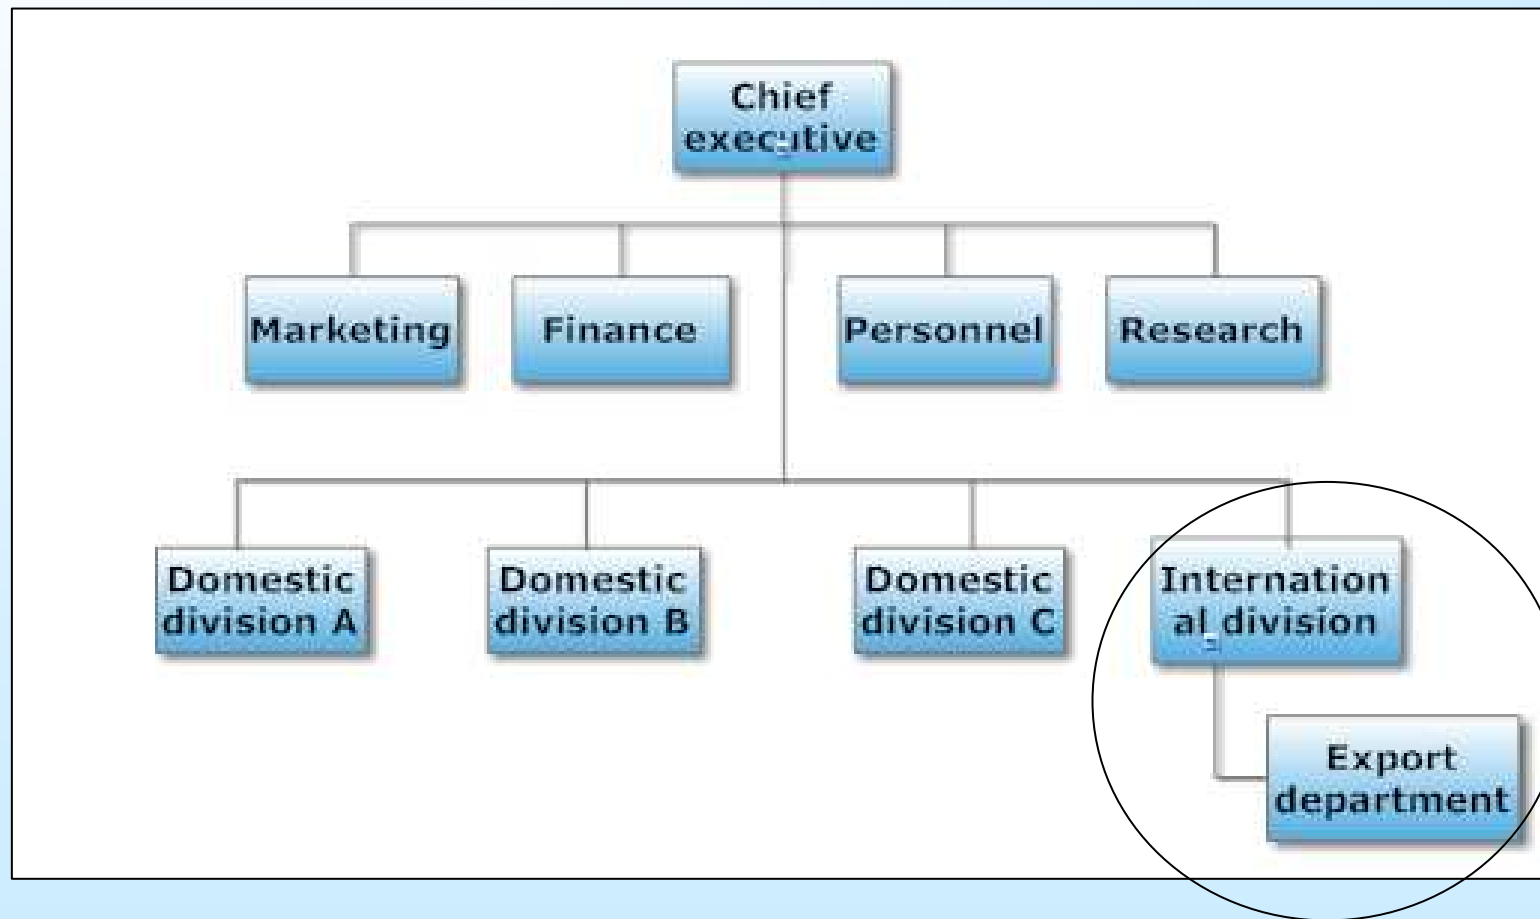 Chief
executive
Marketing
Finance
Personnel
Research
Domestic
division A
Domestic
division B
Domestic
division C
Internation
al division
Export
department